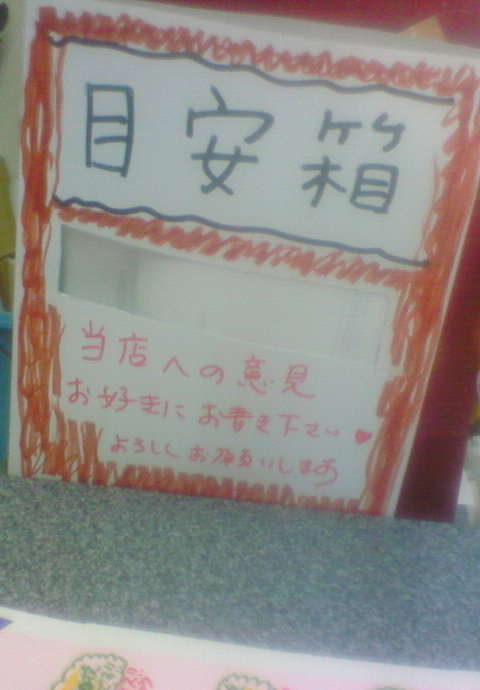 目安箱
当店への意見
お好きにお書き下さい♥
よろしくお願いします